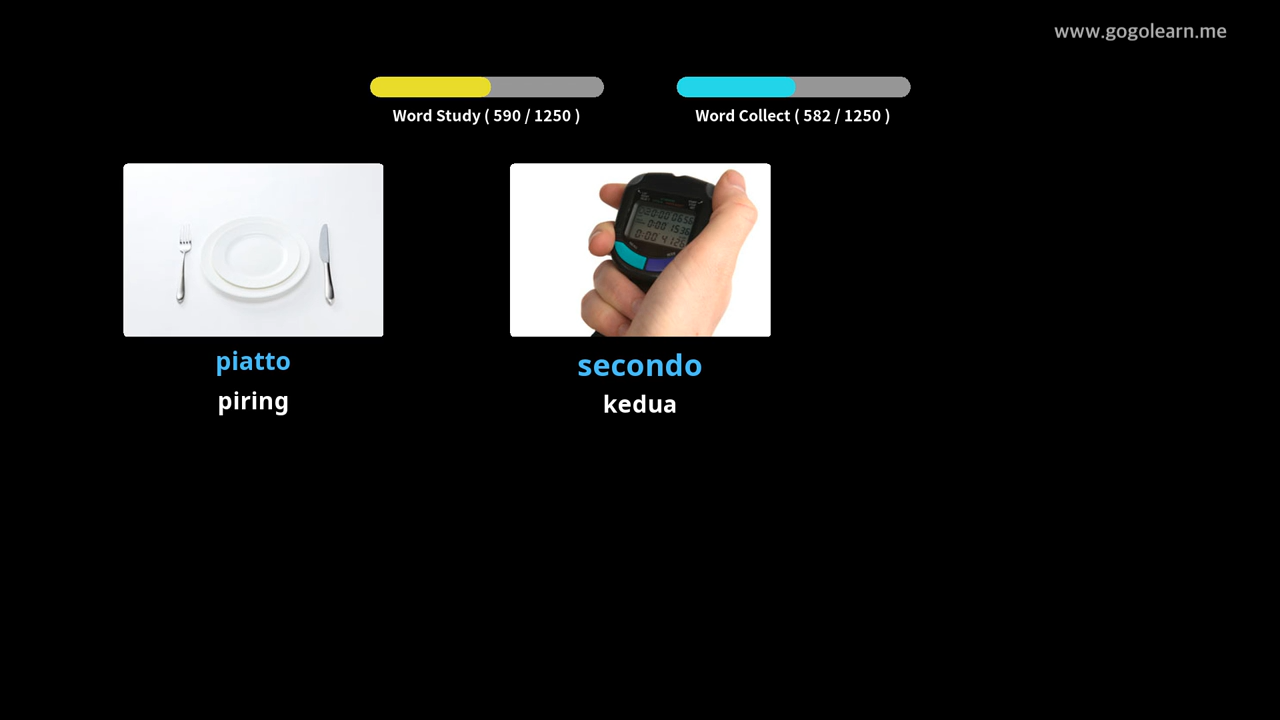 www.gogolearn.me
Word Study ( 590 / 1250 )
Word Collect ( 582 / 1250 )
piatto
piring
secondo
kedua